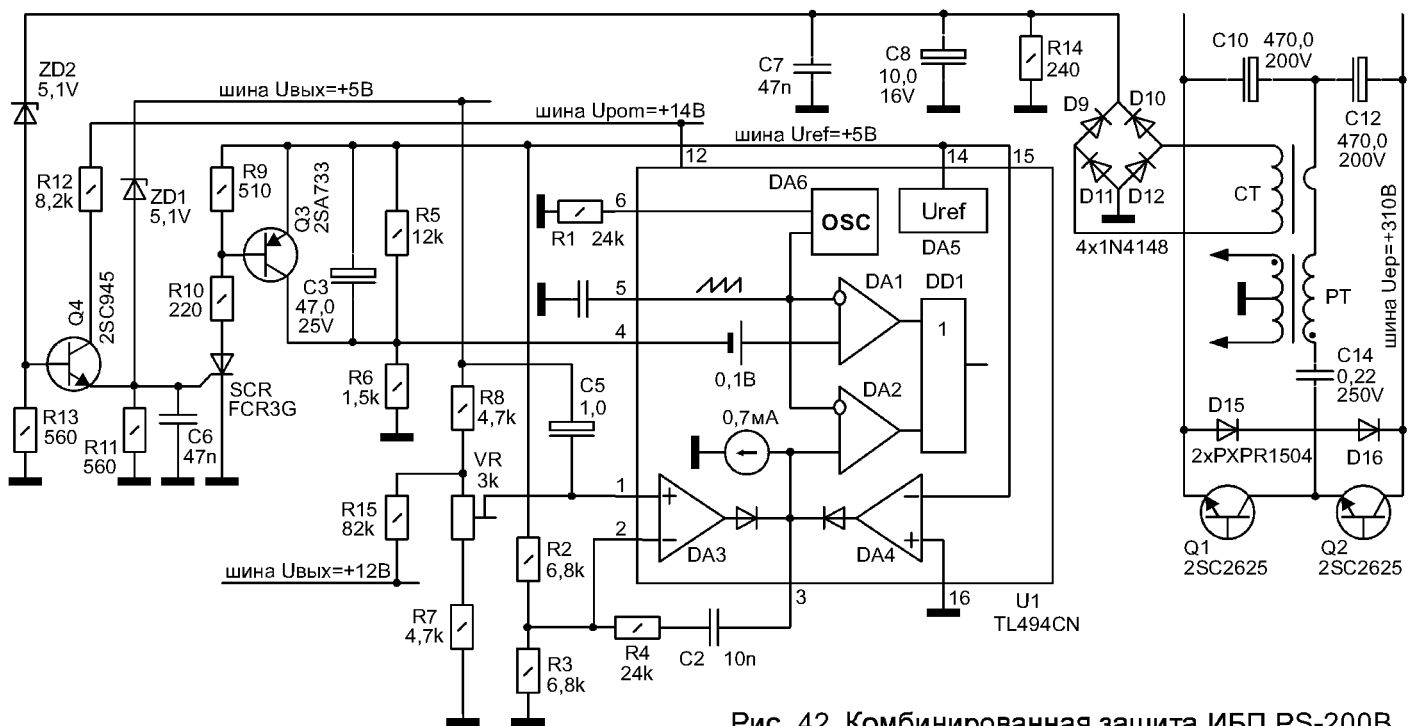 ZD2
5,1V
шина Uвых=+5В
шина Uрот=+14В
шина Uref=+5В
C7
47n
C8
10,0
16V
R14
240
C10
470,0
200V
C12
470,0
200V
D9
D10
D11
D12
4x1N4148
CT
PT
шина Uep=+310В
R12
8,2k
ZD1
5,1V
R9
510
Q3
2SA733
R5
12k
12
14
15
DA6
OSC
Uref
DA5
6
R1
24k
5
DA1
DD1
1
R10
220
C3
47,0
25V
4
0,1В
Q4
2SC945
SCR
FCR3G
R6
1,5k
R8
4,7k
C5
1,0
0,7мА
DA2
C14
0,22
250V
D15
2xPXPR1504
D16
R13
560
R11
560
C6
47n
VR
3k
R15
82k
1
2
+
−
DA3
−
+
DA4
Q1
2SC2625
Q2
2SC2625
шина Uвых=+12В
R2
6,8k
3
16
U1
TL494CN
R7
4,7k
R3
6,8k
R4
24k
C2
10n
Рис. 42. Комбинированная защита ИБП PS-200B